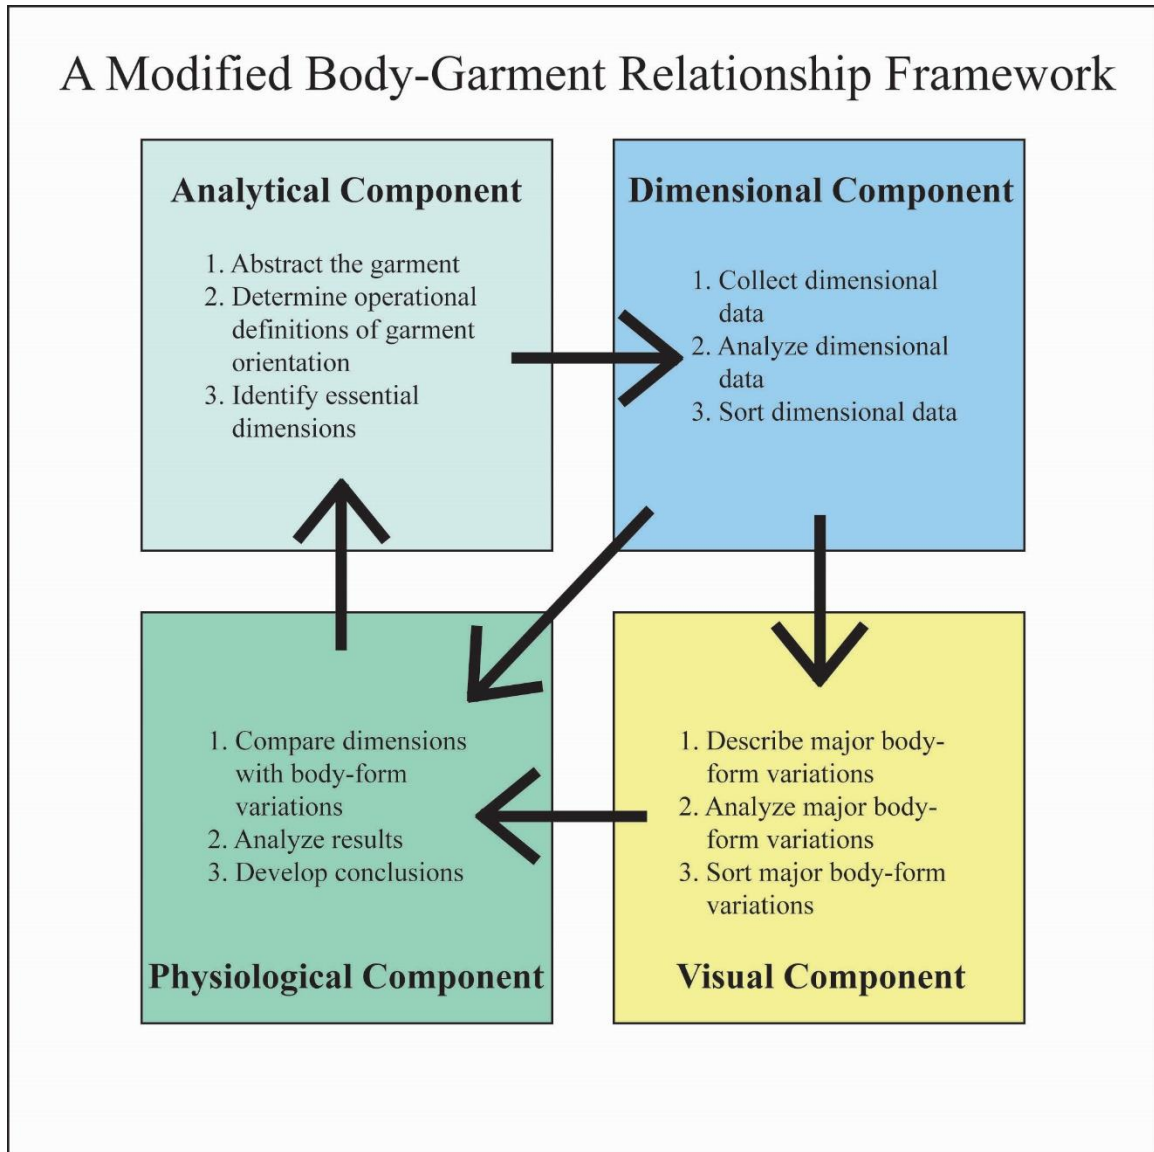 A Modified Body-Garment Relationship Framework
Analytical Component
1. Abstract the garment
2. Determine operational
definitions of garment
orientation
3. Identify essential
dimensions
Dimensional Component
1. Collect dimensional
data
2. Analyze dimensional
data
3. Sort dimensional data
1. Compare dimensions
with body-form
variations
2. Analyze results
3. Develop conclusions
Physiological Component
1. Describe major body-
form variations
2. Analyze major body-
form variations
3. Sort major body-form
variations
Visual Component